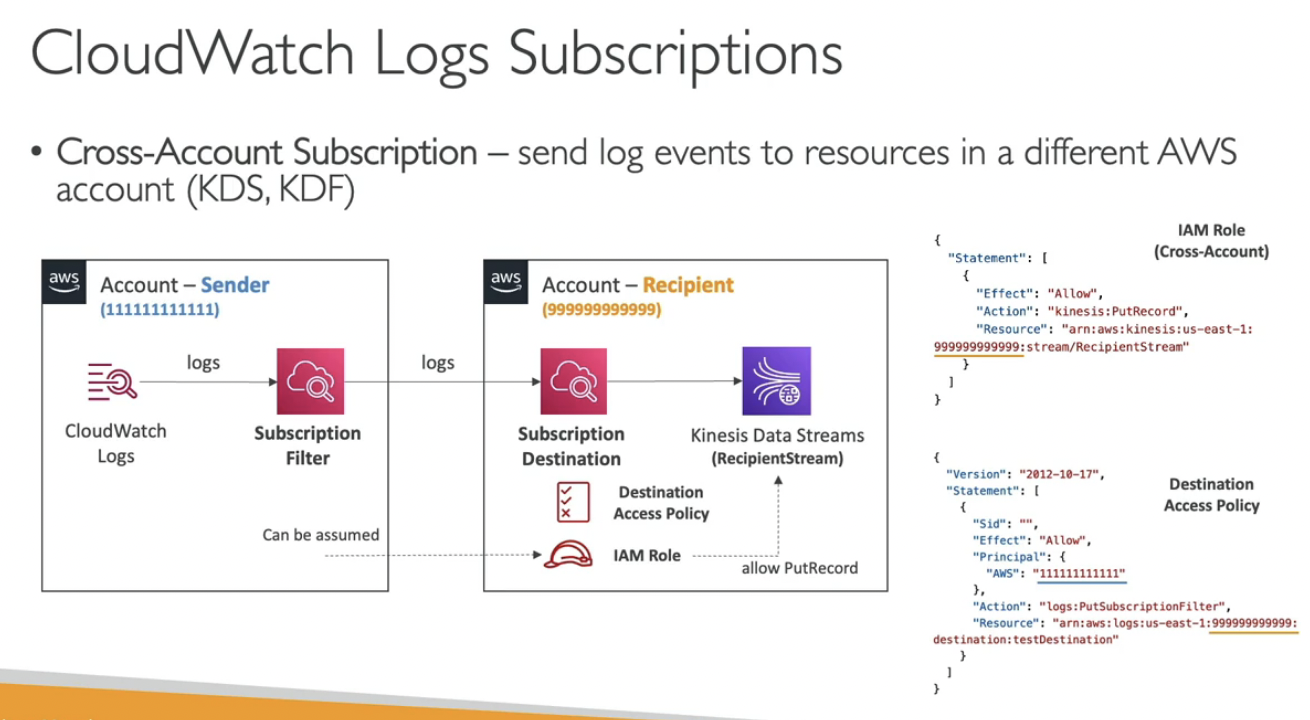 CloudWatch Logs Subscriptions
• Cross-Account Subscription – send log events to resources in a different AWS
account (KDS, KDF)
aws
Account – Sender
(111111111111)
logs
CloudWatch
Logs
Subscription
Filter
Can be assumed
logs
aws
Account – Recipient
(999999999999)
Subscription
Destination
Kinesis Data Streams
(RecipientStream)
Destination
Access Policy
IAM Role
allow PutRecord
IAM Role
(Cross-Account)
{
"Statement": [
{
"Effect": "Allow",
"Action": "kinesis:PutRecord",
"Resource": "arn:aws:kinesis:us-east-1:
999999999999:stream/RecipientStream"
}
]
}
Destination
Access Policy
{
"Version": "2012-10-17",
"Statement": [
{
"Sid": "",
"Effect": "Allow",
"Principal": {
"AWS": "111111111111"
},
"Action": "logs:PutSubscriptionFilter",
"Resource": "arn:aws:logs:us-east-1:999999999999:
destination:testDestination"
}
]
}